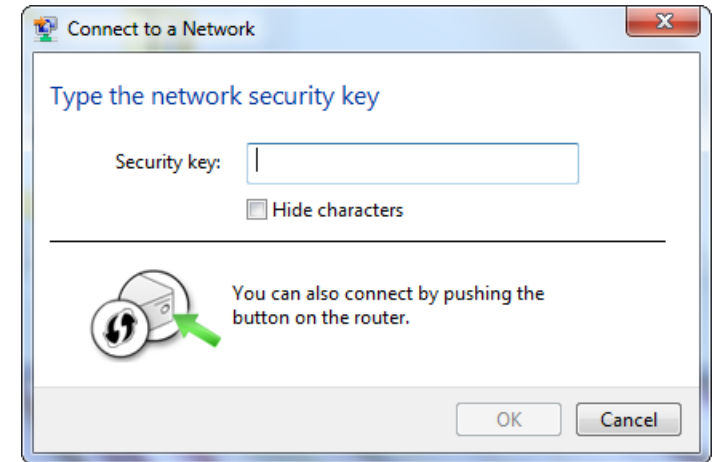 Connect to a Network
Type the network security key
Security key:
Hide characters
You can also connect by pushing the
button on the router.
OK
Cancel